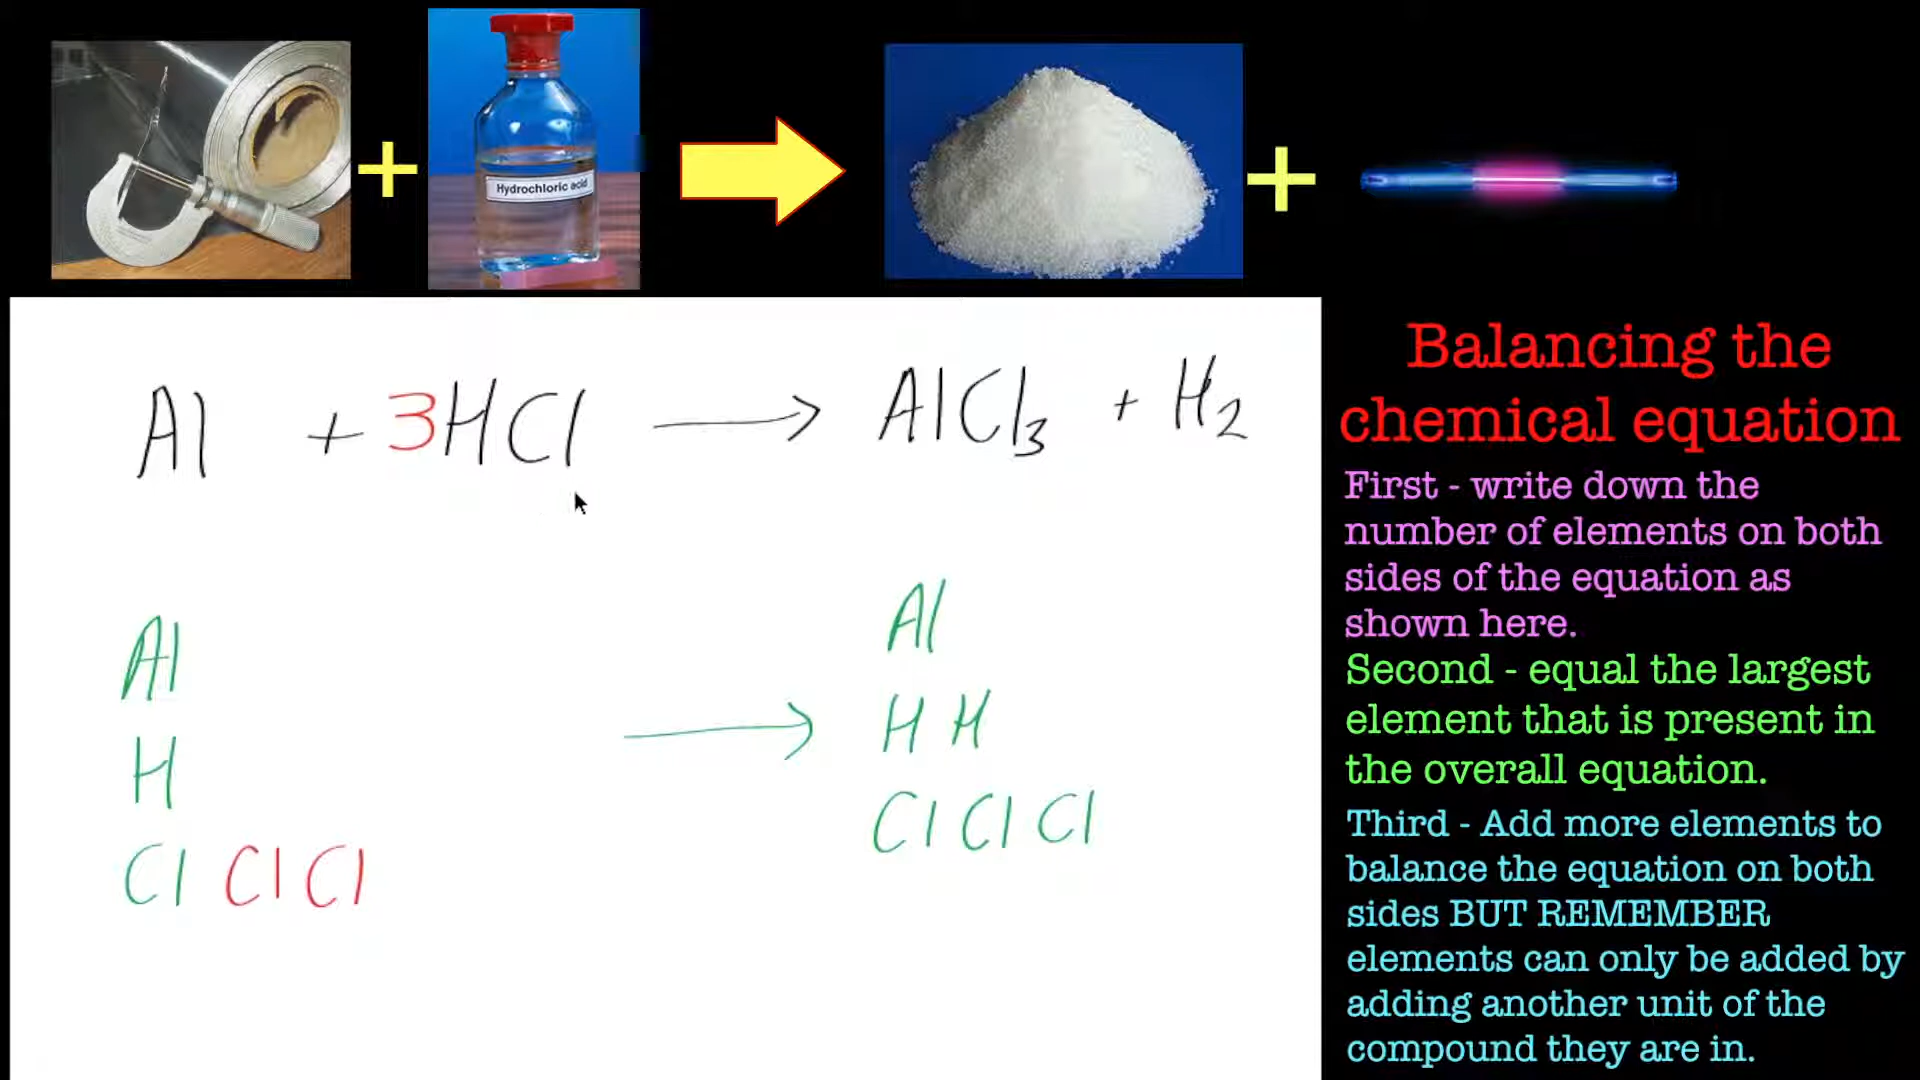 Hydrochloric acid
Al + 3HCl → AlCl₃ + H₂
Al
H
Cl Cl Cl
→
Al
H H
Cl Cl Cl
Balancing the
chemical equation
First - write down the
number of elements on both
sides of the equation as
shown here.
Second - equal the largest
element that is present in
the overall equation.
Third - Add more elements to
balance the equation on both
sides BUT REMEMBER
elements can only be added by
adding another unit of the
compound they are in.